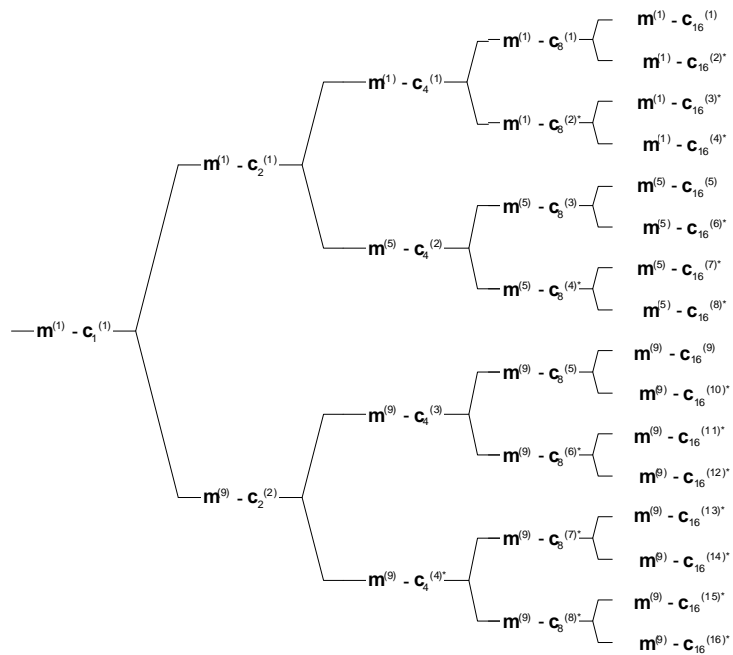 m(1) - c1(1)
m(1) - c2(1)
m(9) - c2(2)
m(1) - c4(1)
m(5) - c4(2)
m(9) - c4(3)
m(9) - c4(4)*
m(1) - c8(1)
m(1) - c8(2)*
m(5) - c8(3)
m(5) - c8(4)*
m(9) - c8(5)
m(9) - c8(6)*
m(9) - c8(7)*
m(9) - c8(8)*
m(1) - c16(1)
m(1) - c16(2)*
m(1) - c16(3)*
m(1) - c16(4)*
m(5) - c16(5)
m(5) - c16(6)*
m(5) - c16(7)*
m(5) - c16(8)*
m(9) - c16(9)
m(9) - c16(10)*
m(9) - c16(11)*
m(9) - c16(12)*
m(9) - c16(13)*
m(9) - c16(14)*
m(9) - c16(15)*
m(9) - c16(16)*